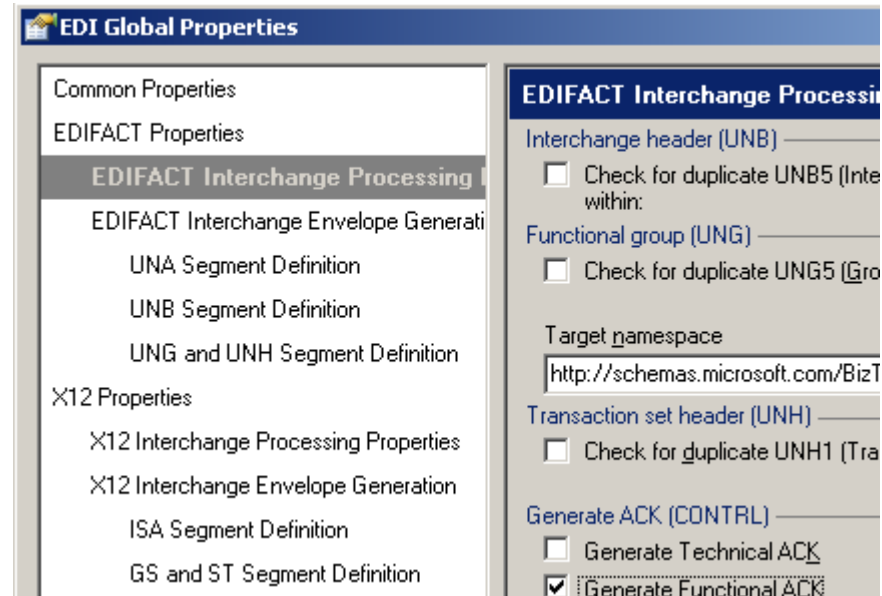 EDI Global Properties
Common Properties
EDIFACT Properties
EDIFACT Interchange Processing
EDIFACT Interchange Envelope Generati
UNA Segment Definition
UNB Segment Definition
UNG and UNH Segment Definition
X12 Properties
X12 Interchange Processing Properties
X12 Interchange Envelope Generation
ISA Segment Definition
GS and ST Segment Definition
EDIFACT Interchange Processin
Interchange header (UNB)
Check for duplicate UNB5 (Inte
within:
Functional group (UNG)
Check for duplicate UNG5 (Gro
Target namespace
http://schemas.microsoft.com/BizT
Transaction set header (UNH)
Check for duplicate UNH1 (Tra
Generate ACK (CONTRL)
Generate Technical ACK
Generate Functional ACK